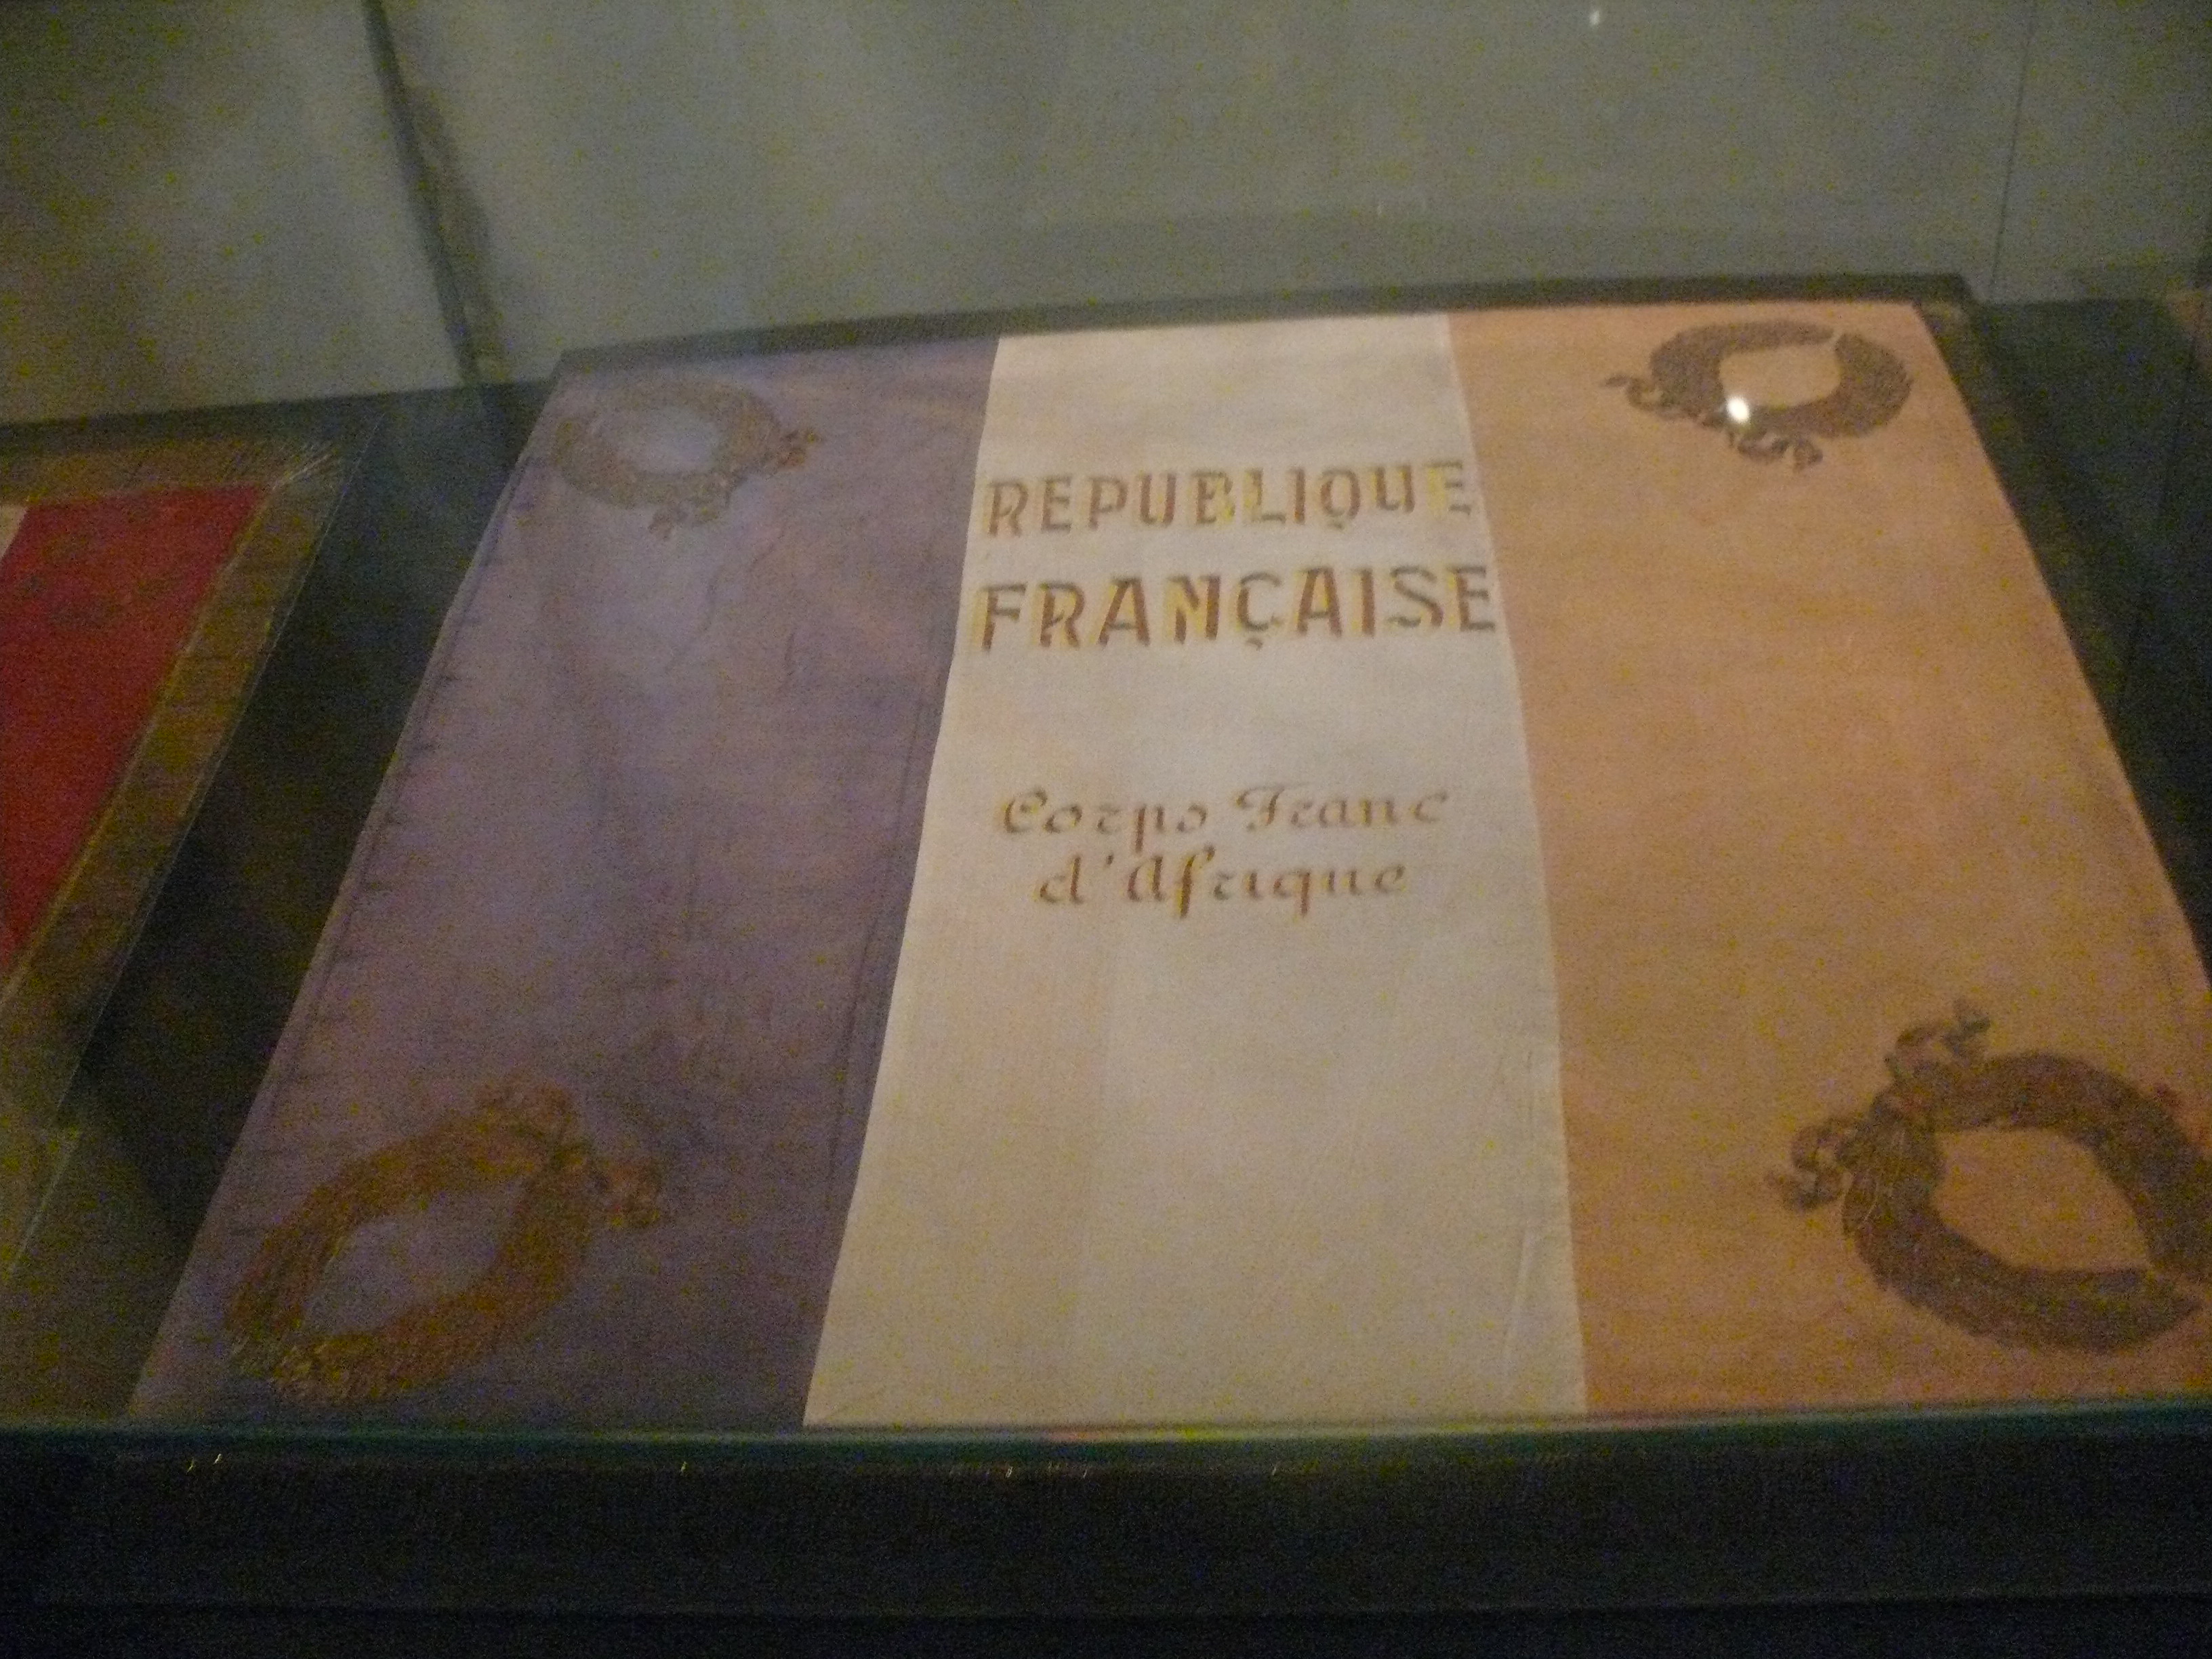 REPUBLIQUE
FRANÇAISE
Corps Franc
d'Afrique